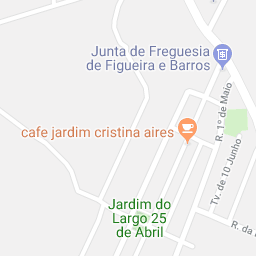 Junta de Freguesia
de Figueira e Barros
cafe jardim cristina aires
R. 1º de Maio
Tv. de 10 Junho
Jardim do
Largo 25
de Abril
R. da